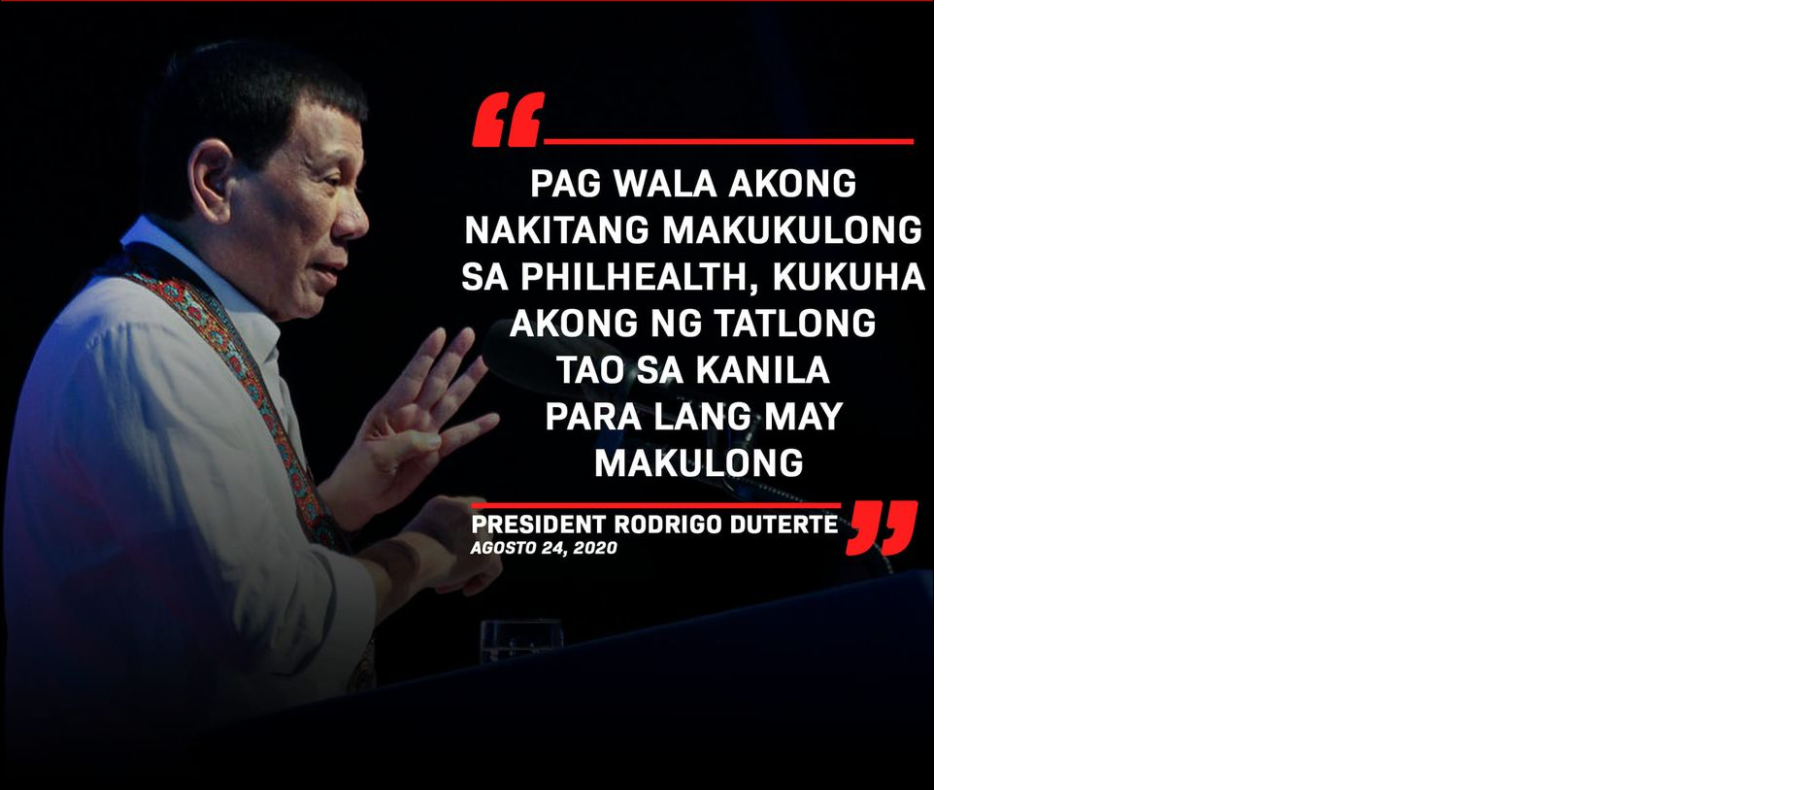 PAG WALA AKONG
NAKITANG MAKUKULONG
SA PHILHEALTH, KUKUHA
AKONG NG TATLONG
TAO SA KANILA
PARA LANG MAY
MAKULONG
PRESIDENT RODRIGO DUTERTE
AGOSTO 24, 2020